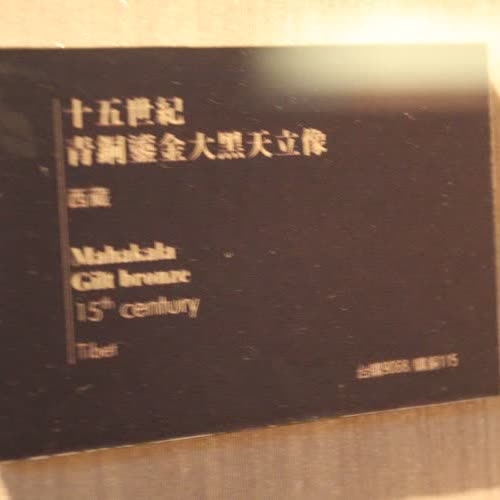 十五世紀
青銅鎏金大黑天立像
西藏
Mahakala
Gilt bronze
15th century
Tibet